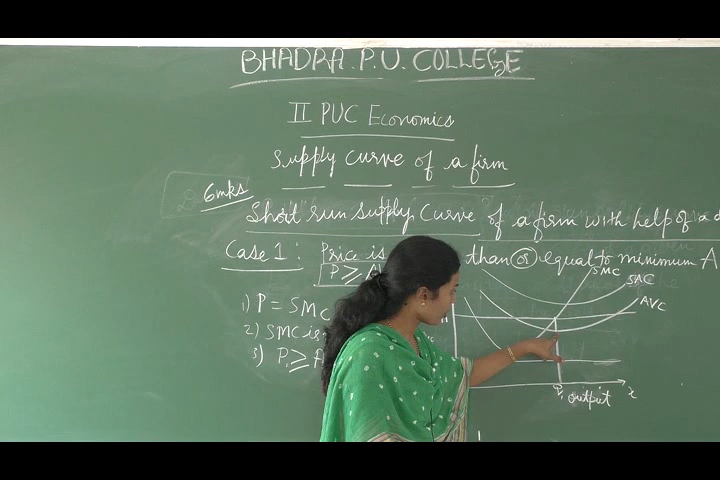 BHADRA. P. U. COLLEGE
II PUC Economics
Supply curve of a firm
6mks
Short run supply curve of a firm with help of a
Case 1: Price is than or equal to minimum A
P ≥ A
SMC
SAC
AVC
1) P = SMC
2) SMC is
3) P₁ ≥ A
output x